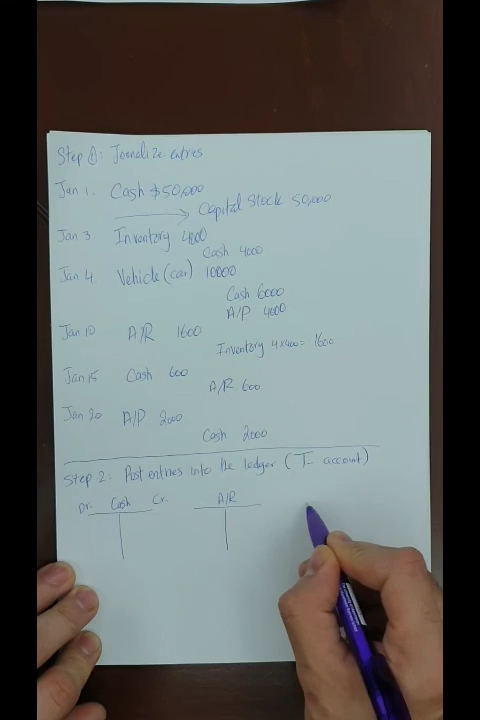 Step ①: Journalize entries
Jan 1. Cash $50,000
Capital Stock 50,000
Jan 3 Inventory 4000
Cash 4000
Jan 4 Vehicle (car) 10000
Cash 6000
A/P 4000
Jan 10 A/R 1600
Inventory 4x400= 1600
Jan 15 Cash 600
A/R 600
Jan 20 A/P 2000
Cash 2000
Step 2: Post entries into the ledger (T- account)
Dr. Cash Cr. A/R